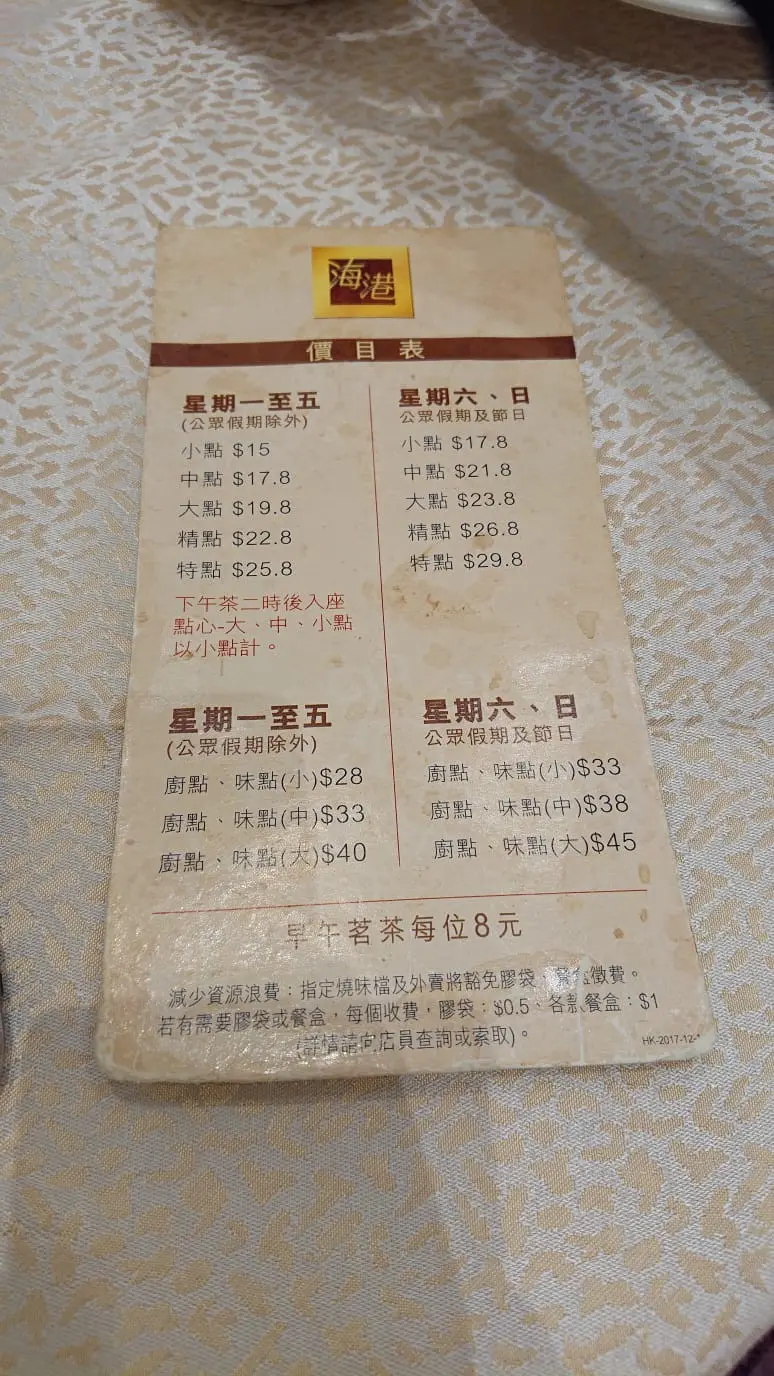 海港
價目表
星期一至五
(公眾假期除外)
小點 $15
中點 $17.8
大點 $19.8
精點 $22.8
特點 $25.8
下午茶二時後入座
點心-大、中、小點
以小點計。
星期六、日
公眾假期及節日
小點 $17.8
中點 $21.8
大點 $23.8
精點 $26.8
特點 $29.8
星期一至五
(公眾假期除外)
廚點、味點(小)$28
廚點、味點(中)$33
廚點、味點(大)$40
星期六、日
公眾假期及節日
廚點、味點(小)$33
廚點、味點(中)$38
廚點、味點(大)$45
早午茗茶每位8元
減少資源浪費：指定燒味檔及外賣將豁免膠袋、餐盒徵費。
若有需要膠袋或餐盒，每個收費，膠袋：$0.5、各款餐盒：$1
(詳情請向店員查詢或索取)。
HK-2017-12-